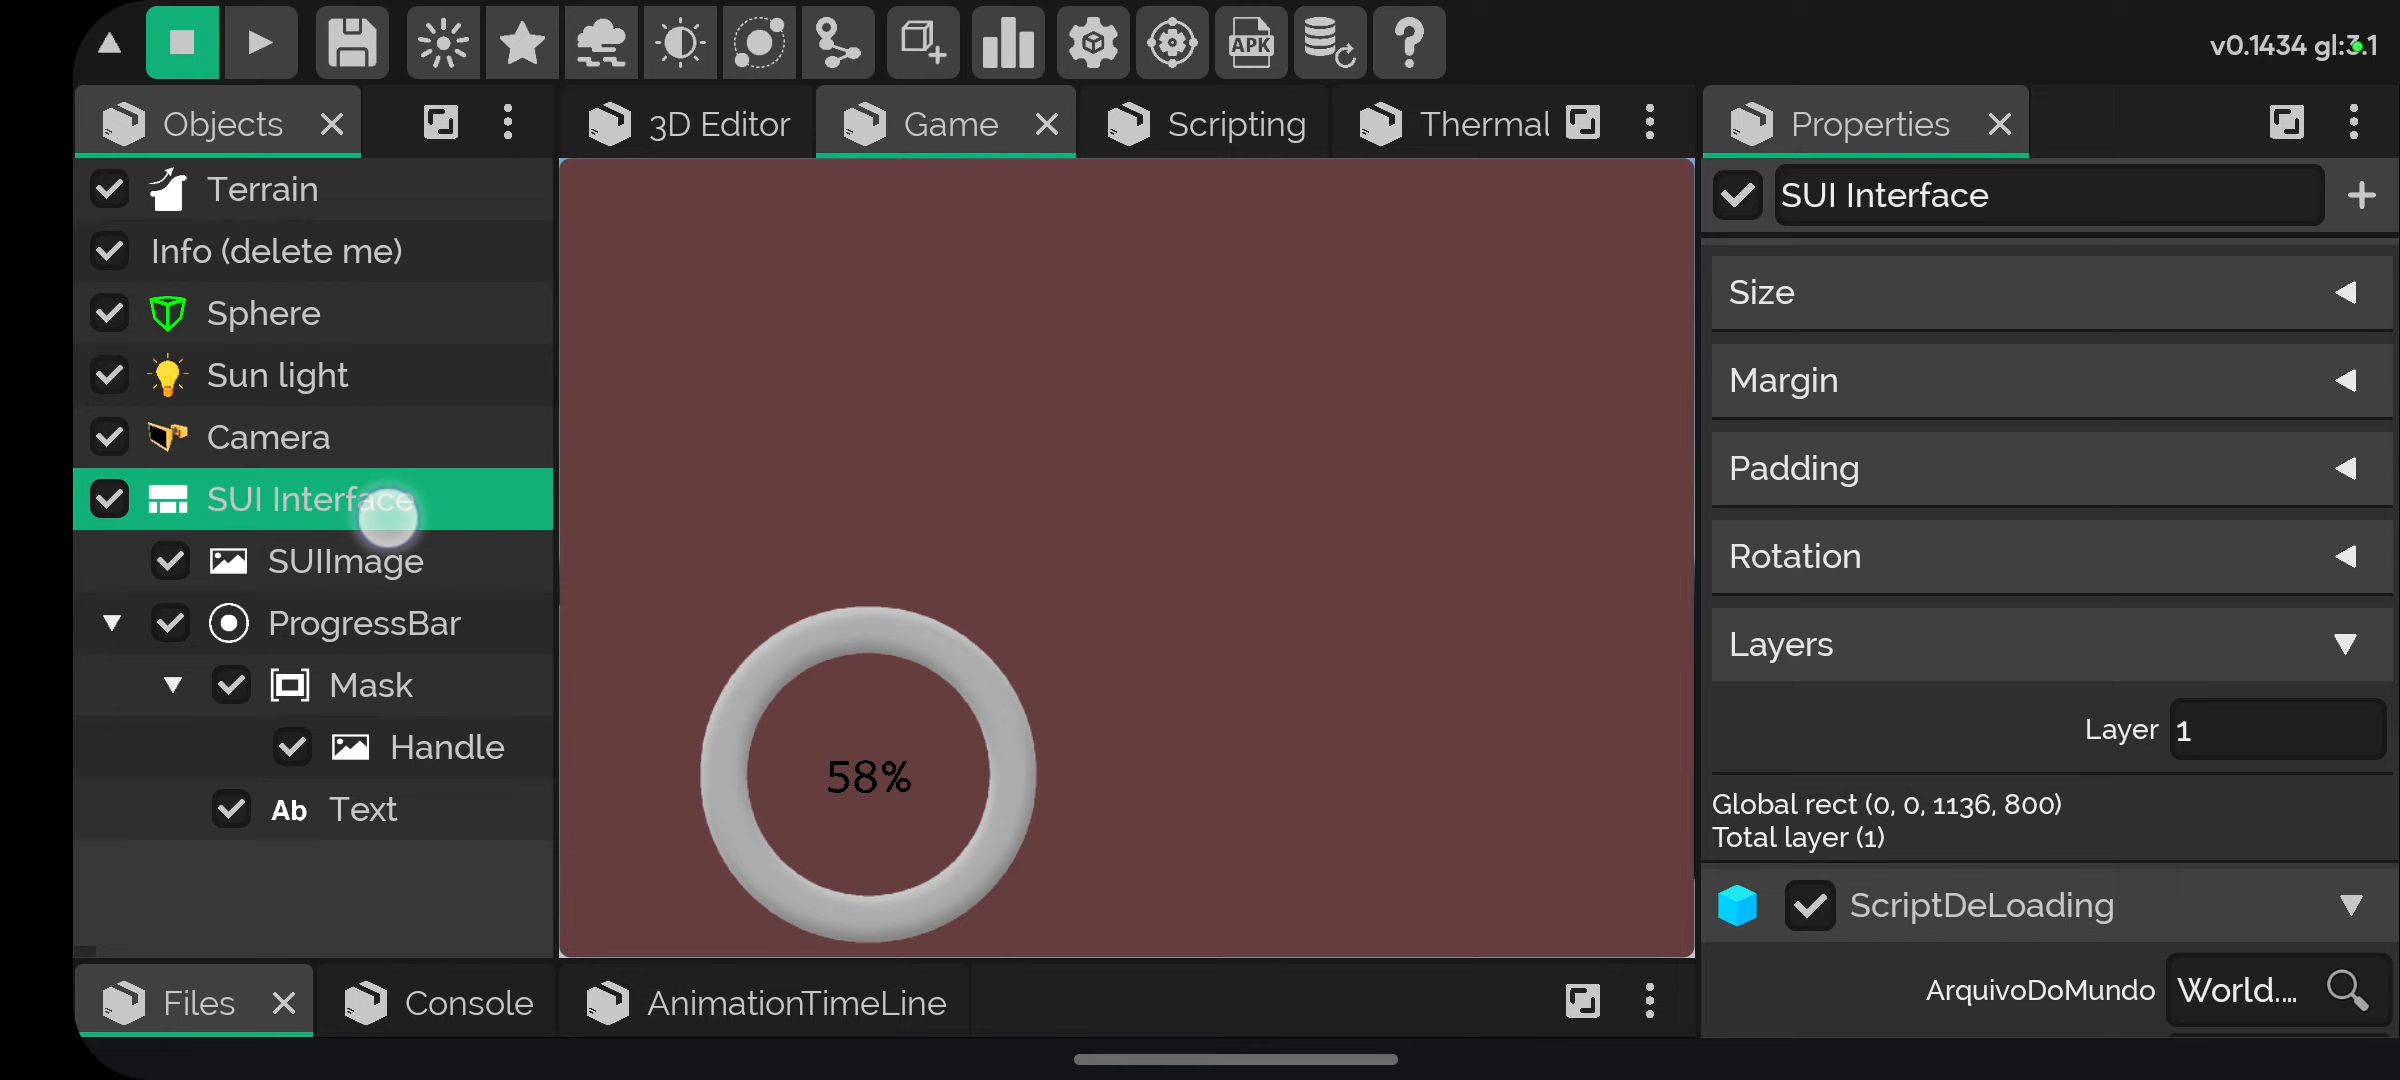 APK
v0.1434 gl:3.1
Objects
3D Editor
Game
Scripting
Thermal
Properties
Terrain
Info (delete me)
Sphere
Sun light
Camera
SUI Interface
SUIImage
ProgressBar
Mask
Handle
Ab Text
58%
SUI Interface
Size
Margin
Padding
Rotation
Layers
Layer 1
Global rect (0, 0, 1136, 800)
Total layer (1)
ScriptDeLoading
ArquivoDoMundo World....
Files
Console
AnimationTimeLine